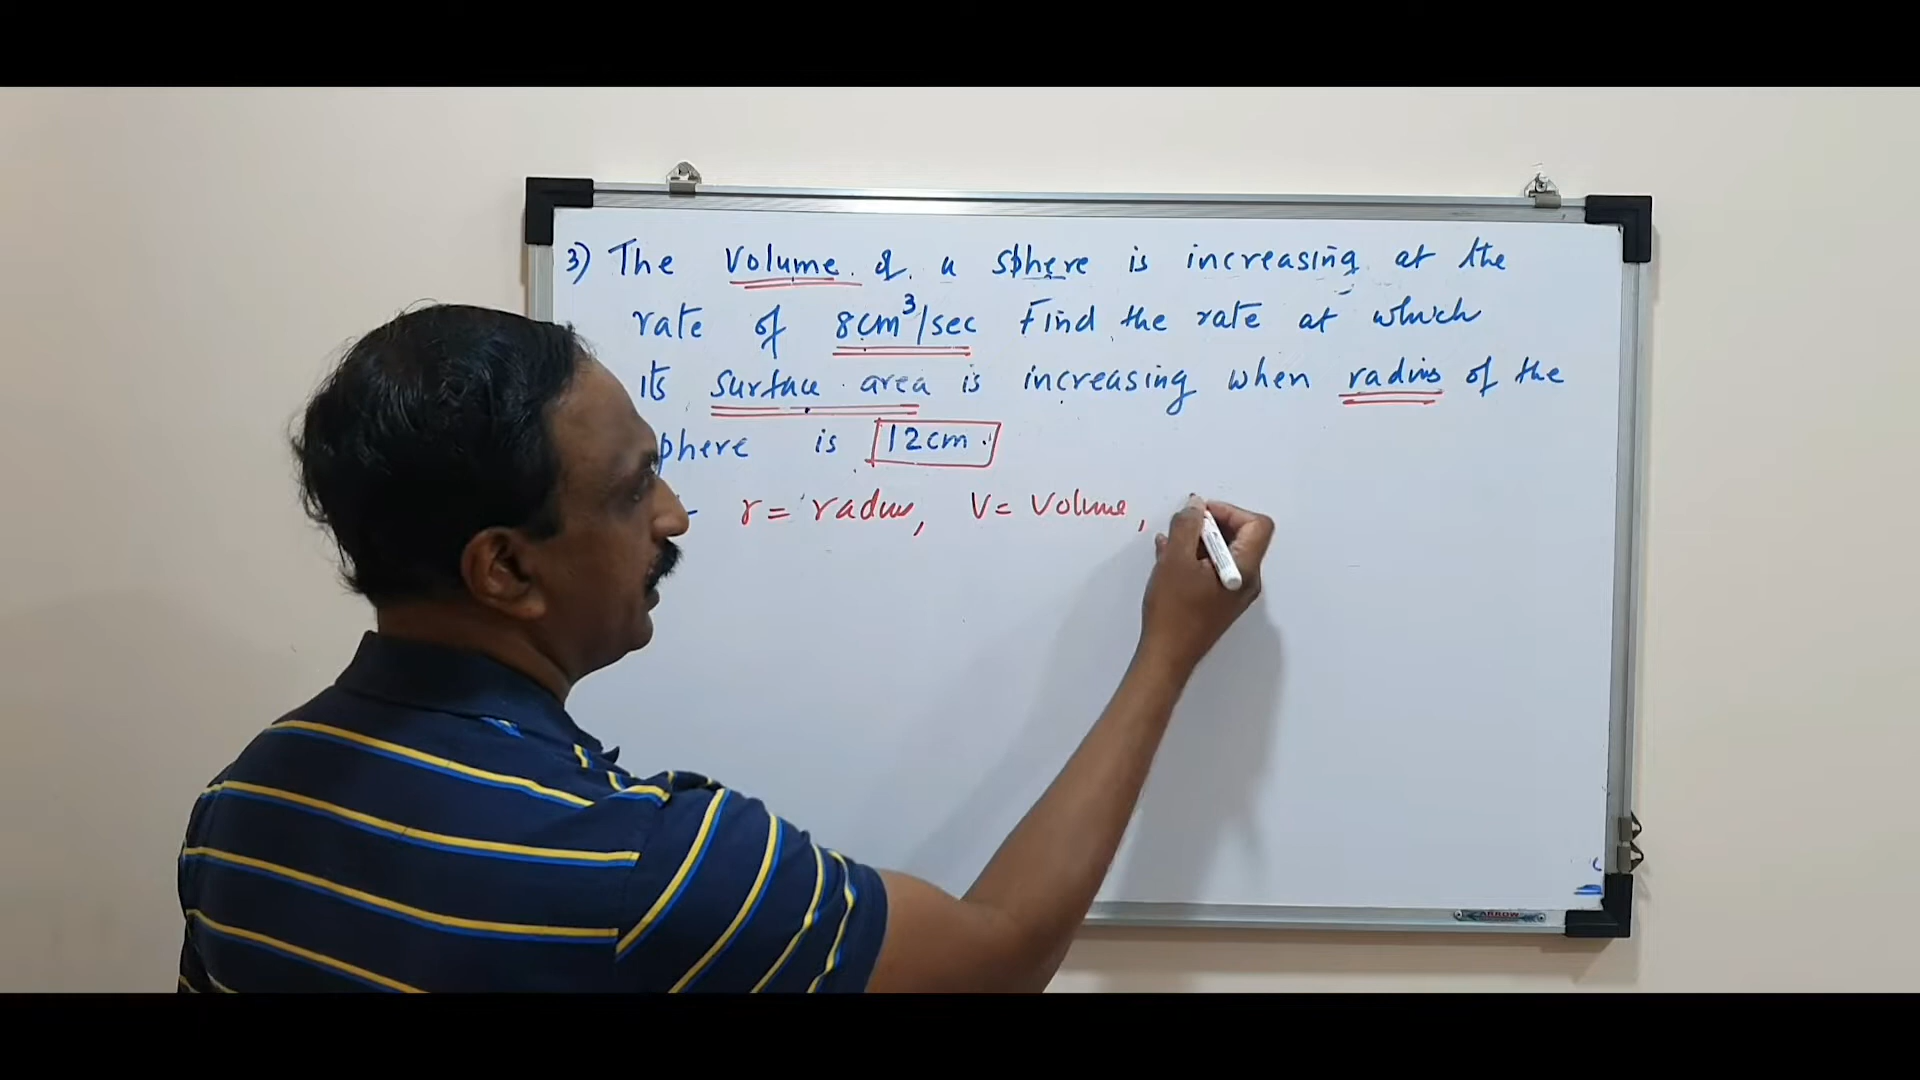 3) The Volume of a sphere is increasing at the
rate of 8cm³/sec Find the rate at which
its surface area is increasing when radius of the
phere is 12cm.
r = radius, V = Volume,
ARROW